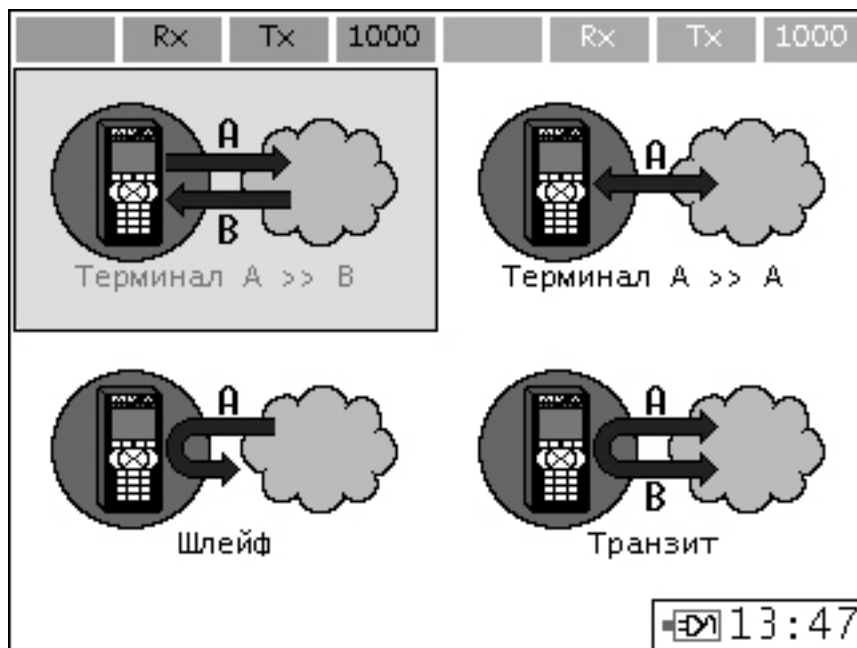 Rx Tx 1000 Rx Tx 1000
A A
B
Терминал A >> B Терминал A >> A
A A
B
Шлейф Транзит
13:47